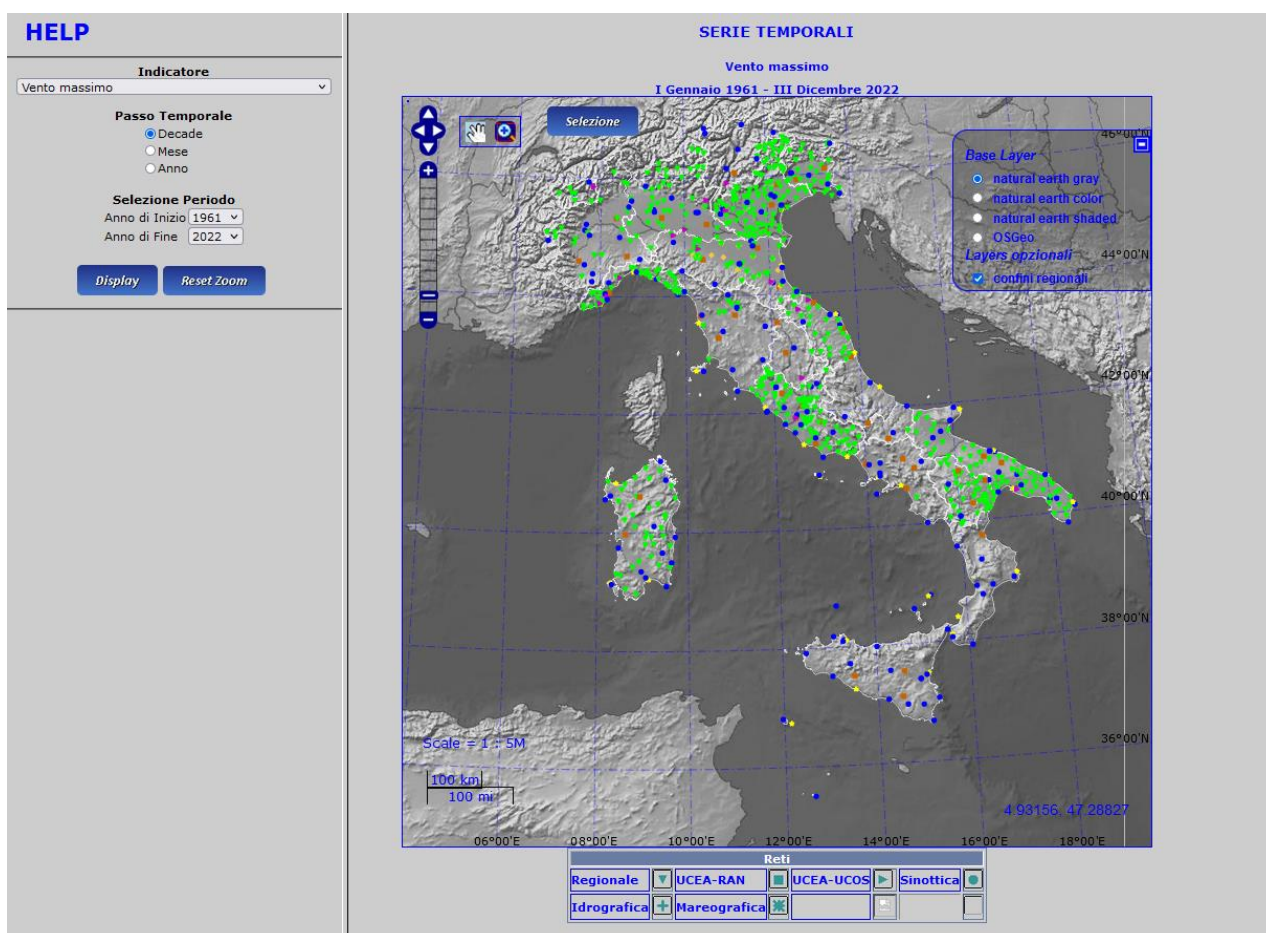 HELP
Indicatore
Vento massimo
Passo Temporale
Decade
Mese
Anno
Selezione Periodo
Anno di Inizio 1961
Anno di Fine 2022
Display Reset Zoom
SERIE TEMPORALI
Vento massimo
I Gennaio 1961 - III Dicembre 2022
Selezione
46°00'N
Base Layer
natural earth gray
natural earth color
natural earth shaded
OSGeo
Layers opzionali
confini regionali
44°00'N
42°00'N
40°00'N
38°00'N
36°00'N
Scale = 1 : 5M
100 km
100 mi
4.93156, 47.28827
06°00'E 08°00'E 10°00'E 12°00'E 14°00'E 16°00'E 18°00'E
Reti
Regionale UCEA-RAN UCEA-UCOS Sinottica
Idrografica Mareografica